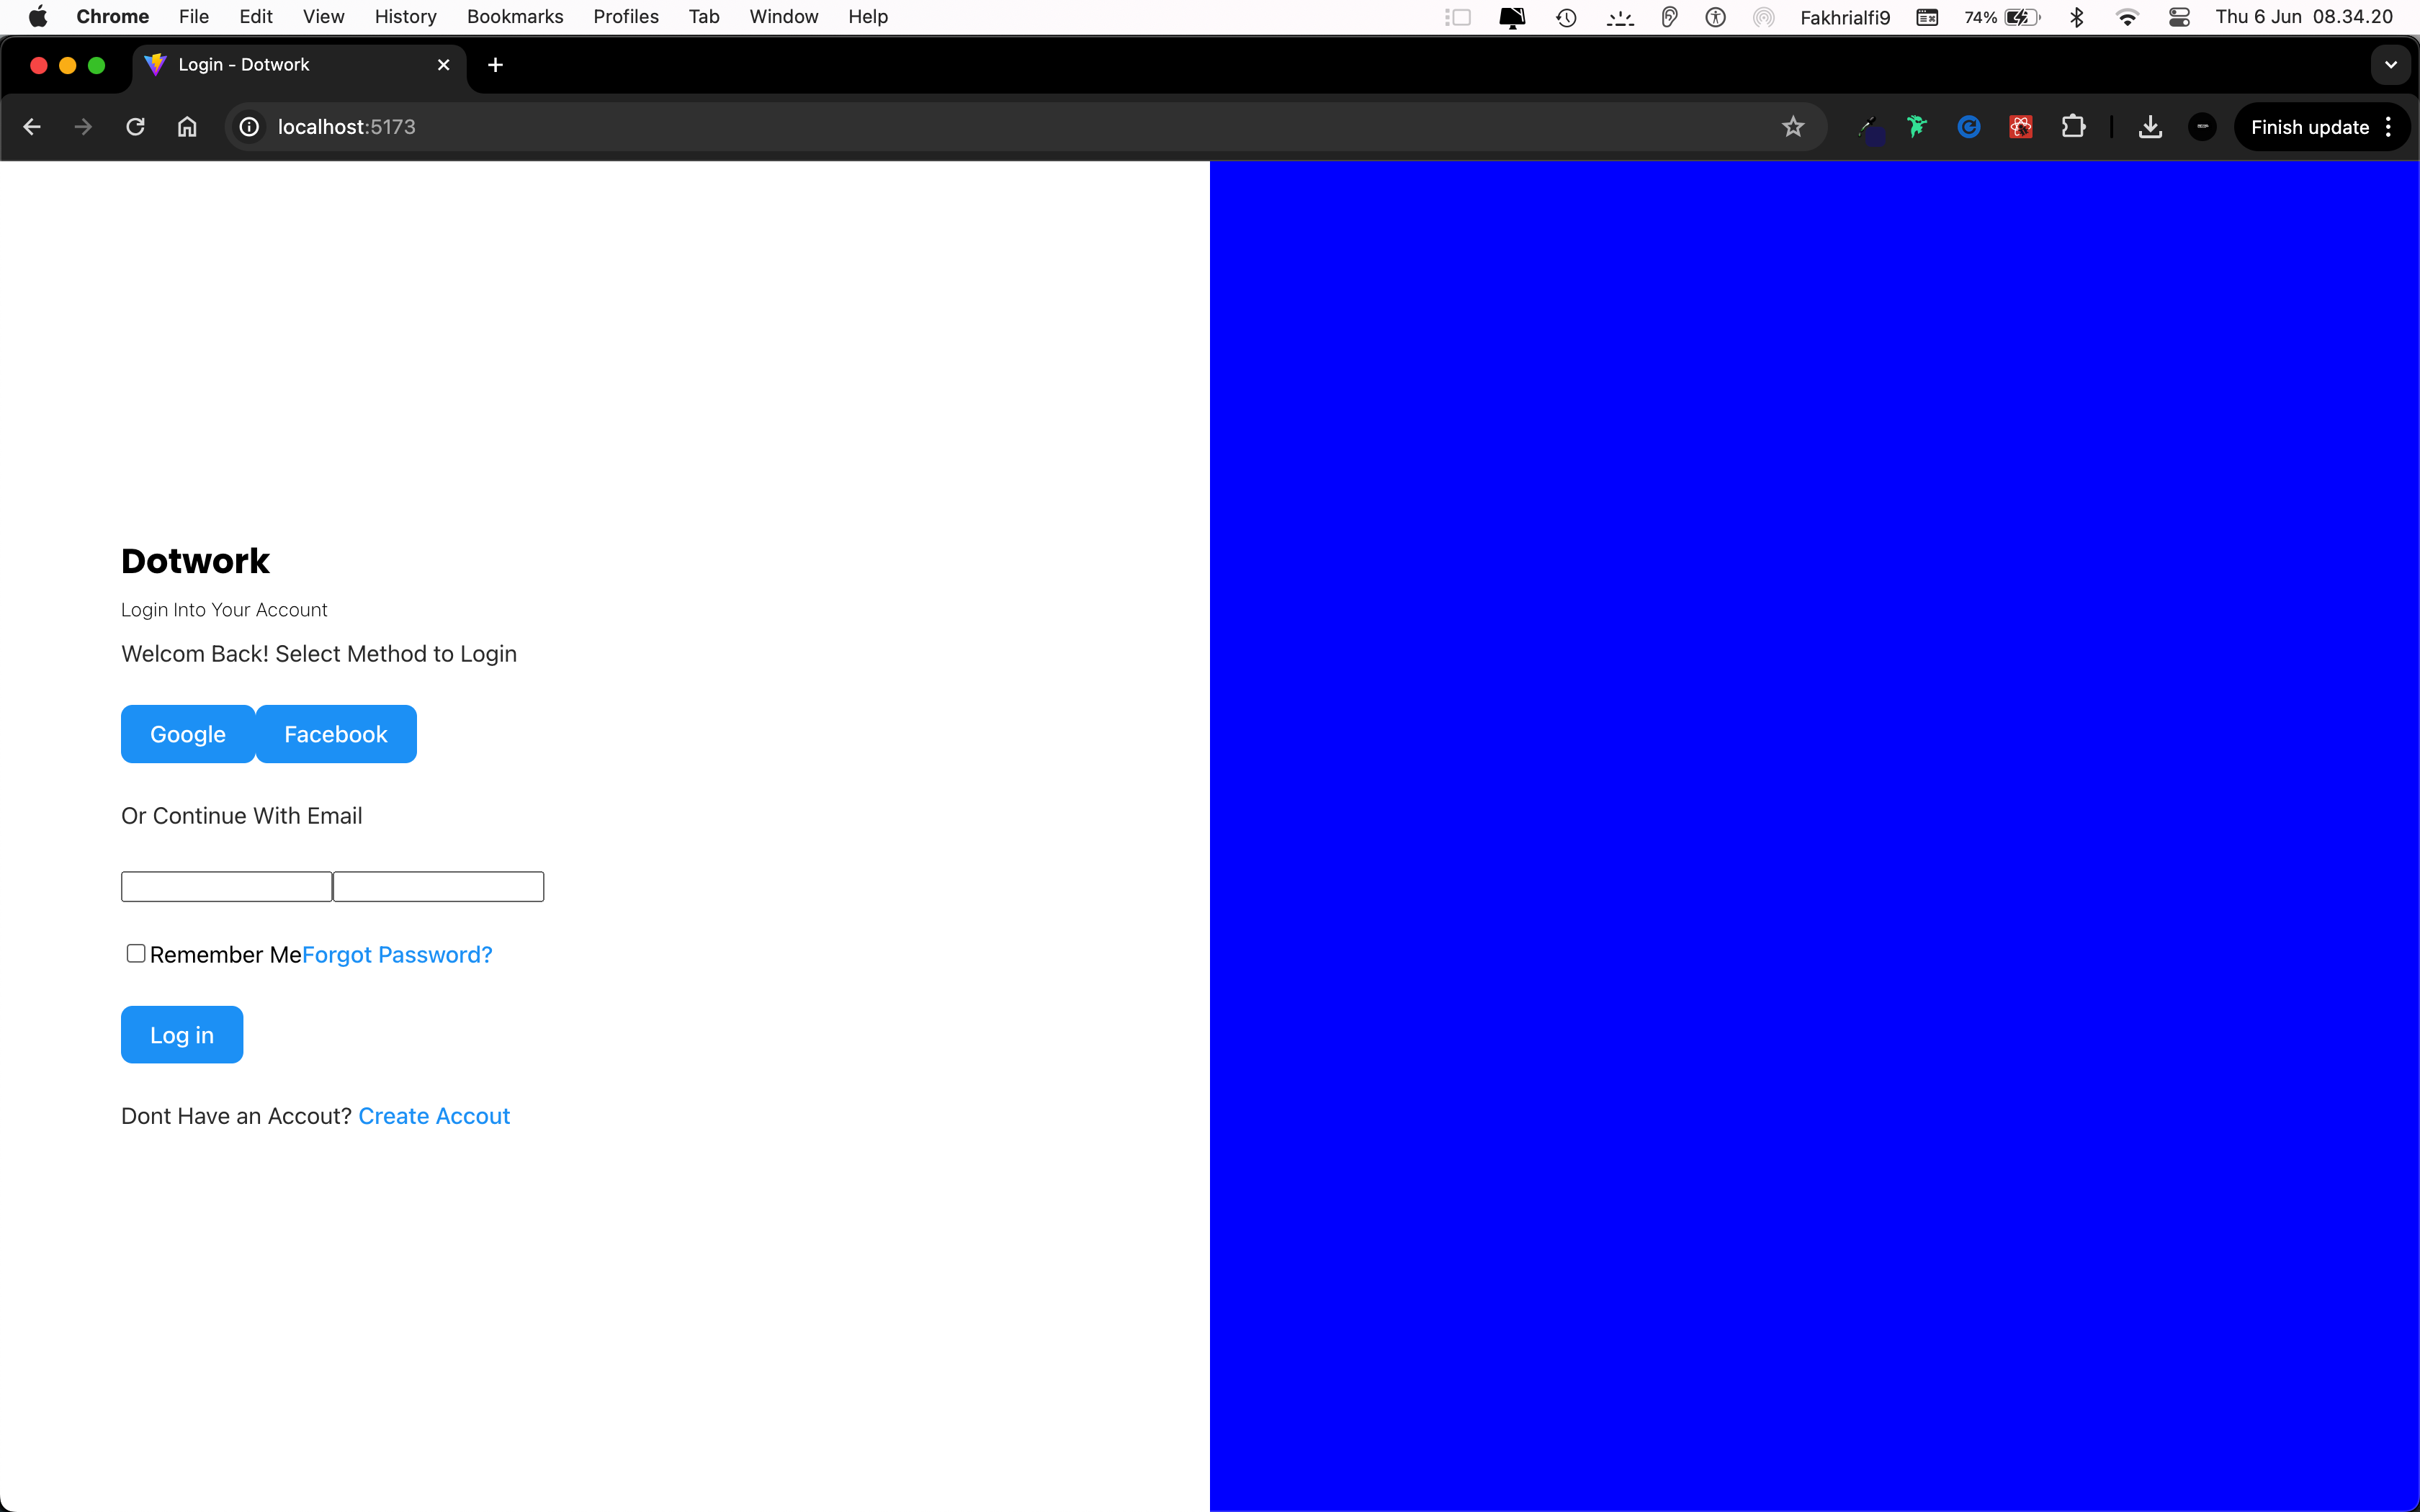 Chrome File Edit View History Bookmarks Profiles Tab Window Help Fakhrialfi9 74% Thu 6 Jun 08.34.20
Login - Dotwork
localhost:5173 Finish update
Dotwork
Login Into Your Account
Welcom Back! Select Method to Login
Google Facebook
Or Continue With Email
Remember MeForgot Password?
Log in
Dont Have an Accout? Create Accout